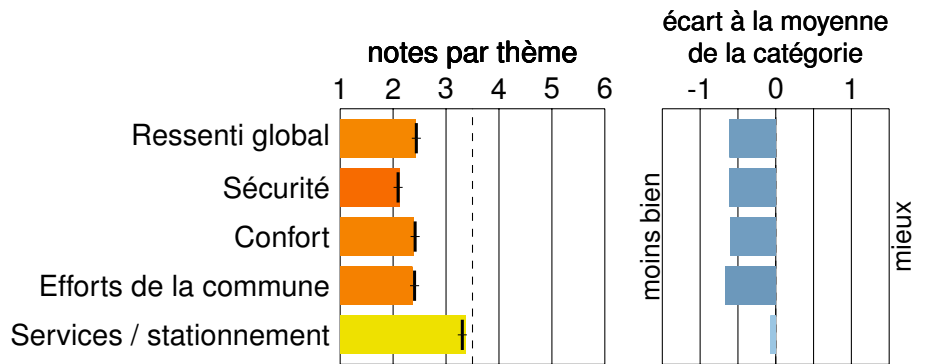 notes par thème
1 2 3 4 5 6
Ressenti global
Sécurité
Confort
Efforts de la commune
Services / stationnement
écart à la moyenne
de la catégorie
-1 0 1
moins bien
mieux